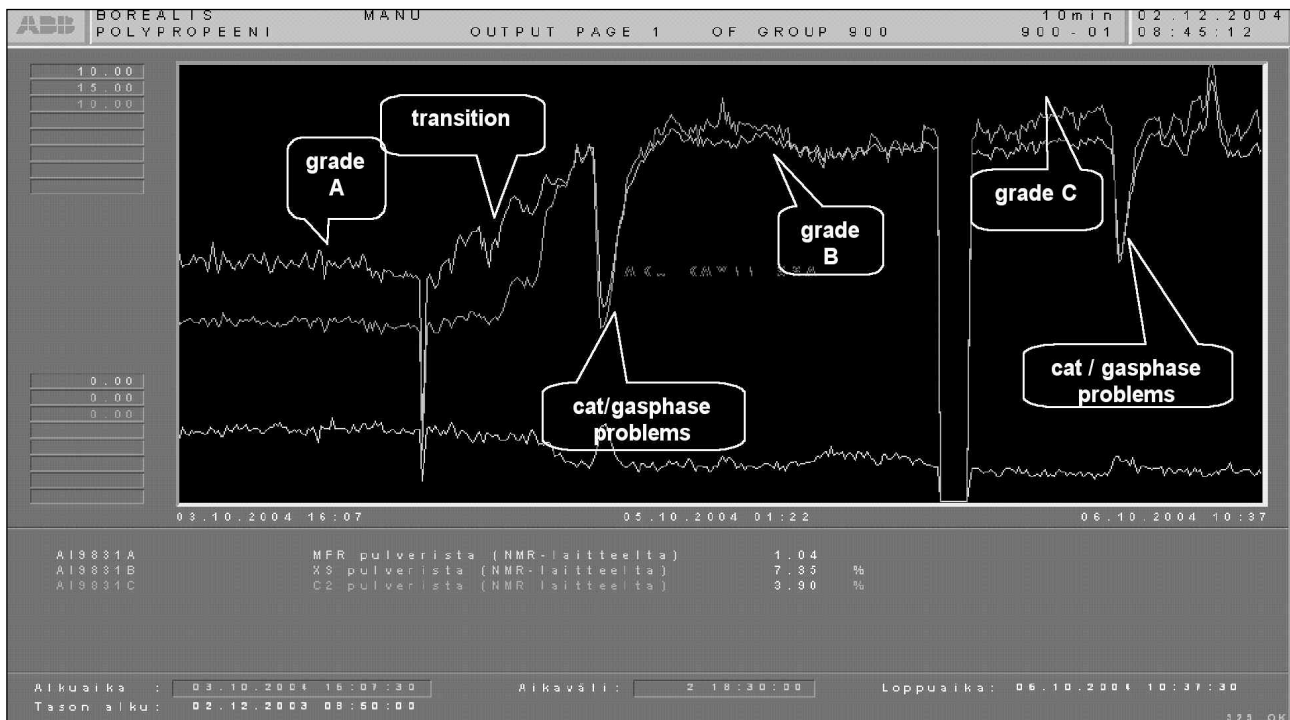 ABB
BOREALIS MANU 10min 02.12.2004
POLYPROPEENI OUTPUT PAGE 1 OF GROUP 900 900-01 08:45:12
10.00
15.00
10.00
transition
grade
A
grade C
grade
B
cat / gasphase
problems
cat/gasphase
problems
0.00
0.00
0.00
03.10.2004 16:07 05.10.2004 01:22 06.10.2004 10:37
AI9831A MFR pulverista (NMR-laitteelta) 1.04
AI9831B XS pulverista (NMR-laitteelta) 7.35 %
AI9831C C2 pulverista (NMR laitteelta) 3.90 %
Alkuaika : 03.10.2004 16:07:30 Aikaväli: 2 18:30:00 Loppuaika: 06.10.2004 10:37:30
Tason alku: 02.12.2003 09:50:00
325 OK